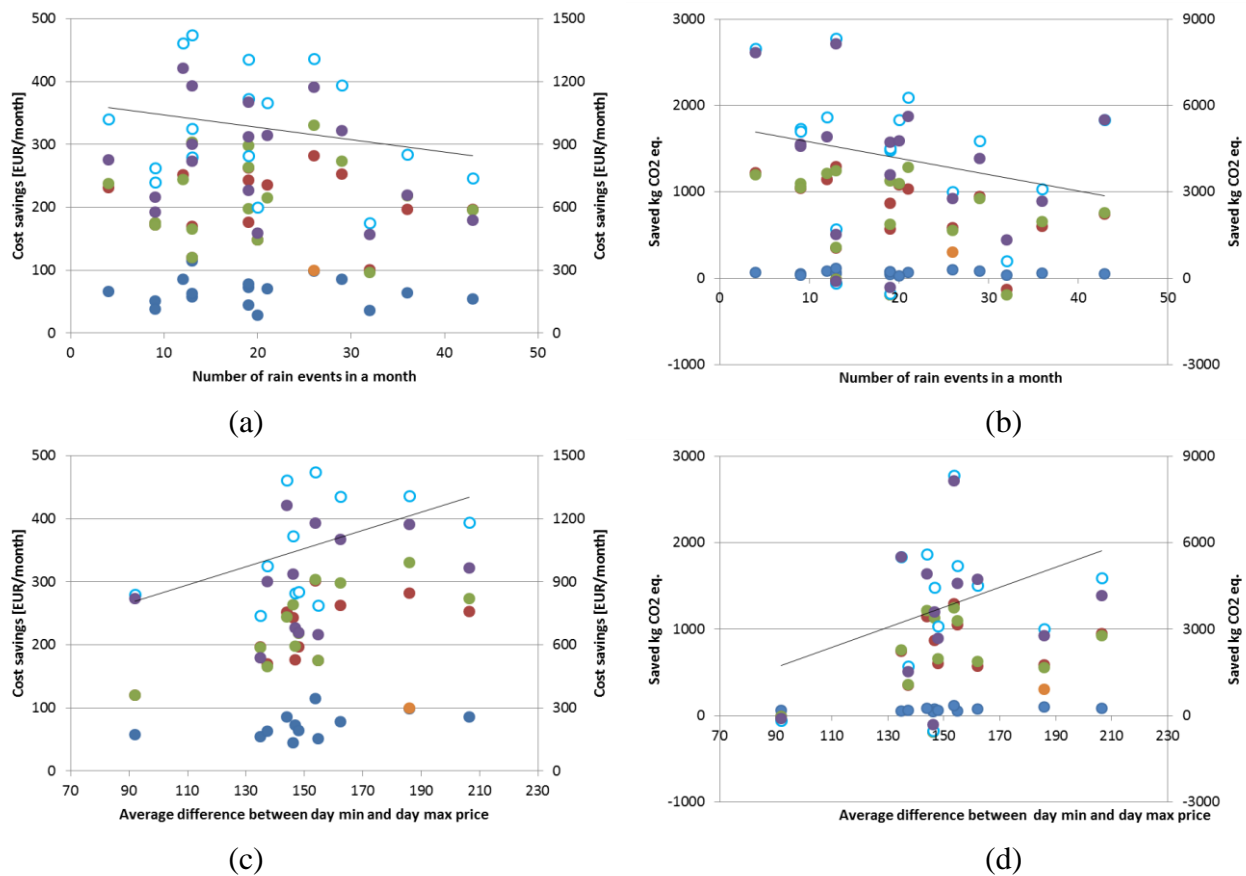 500 1500 3000 9000
400 1200 2000 6000
300 900 1000 3000
200 600 0 0
100 300 -1000 -3000
0 0
Cost savings [EUR/month]
Cost savings [EUR/month]
Saved kg CO2 eq.
Saved kg CO2 eq.
0 10 20 30 40 50 0 10 20 30 40 50
Number of rain events in a month Number of rain events in a month
(a) (b)
500 1500 3000 9000
400 1200 2000 6000
300 900 1000 3000
200 600 0 0
100 300 -1000 -3000
0 0
Cost savings [EUR/month]
Cost savings [EUR/month]
Saved kg CO2 eq.
Saved kg CO2 eq.
70 90 110 130 150 170 190 210 230 70 90 110 130 150 170 190 210 230
Average difference between day min and day max price Average difference between day min and day max price
(c) (d)